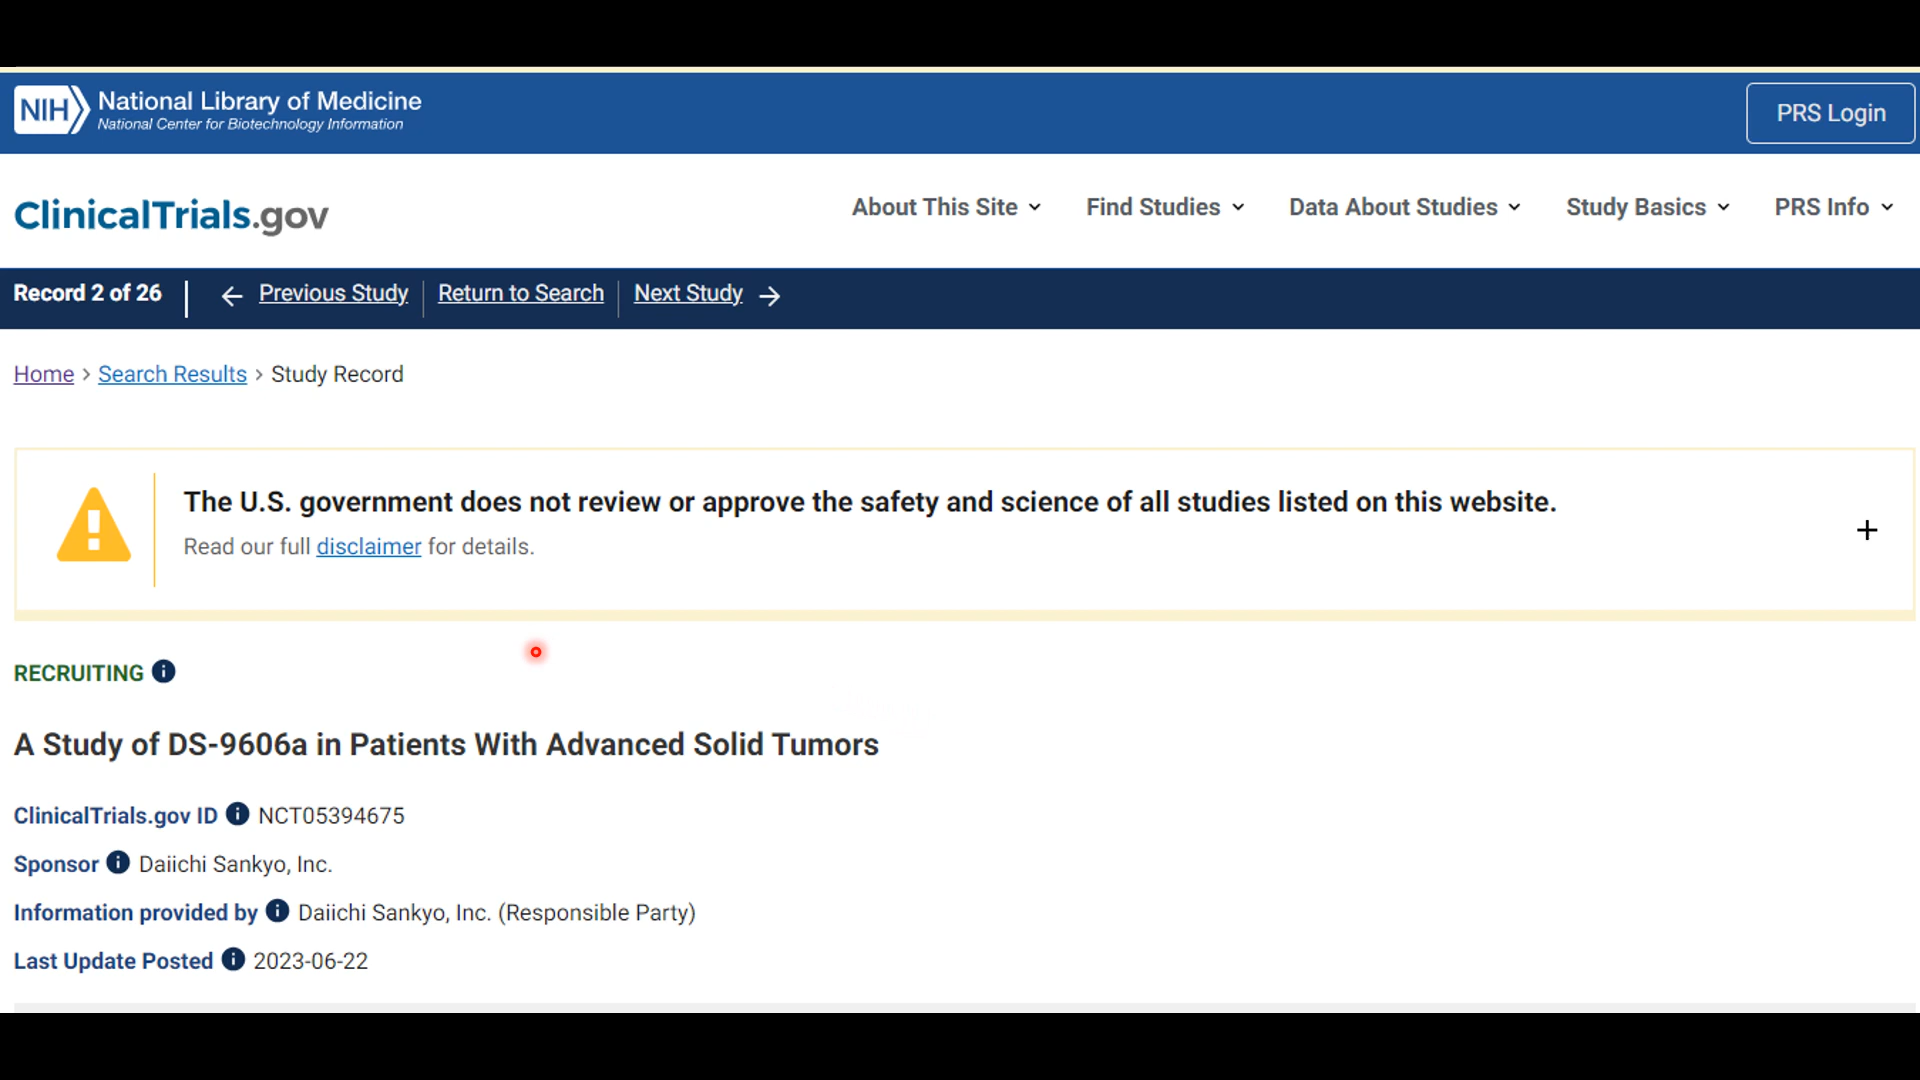 NIH National Library of Medicine
National Center for Biotechnology Information
PRS Login
ClinicalTrials.gov
About This Site Find Studies Data About Studies Study Basics PRS Info
Record 2 of 26 Previous Study Return to Search Next Study
Home > Search Results > Study Record
The U.S. government does not review or approve the safety and science of all studies listed on this website.
Read our full disclaimer for details.
RECRUITING
A Study of DS-9606a in Patients With Advanced Solid Tumors
ClinicalTrials.gov ID NCT05394675
Sponsor Daiichi Sankyo, Inc.
Information provided by Daiichi Sankyo, Inc. (Responsible Party)
Last Update Posted 2023-06-22